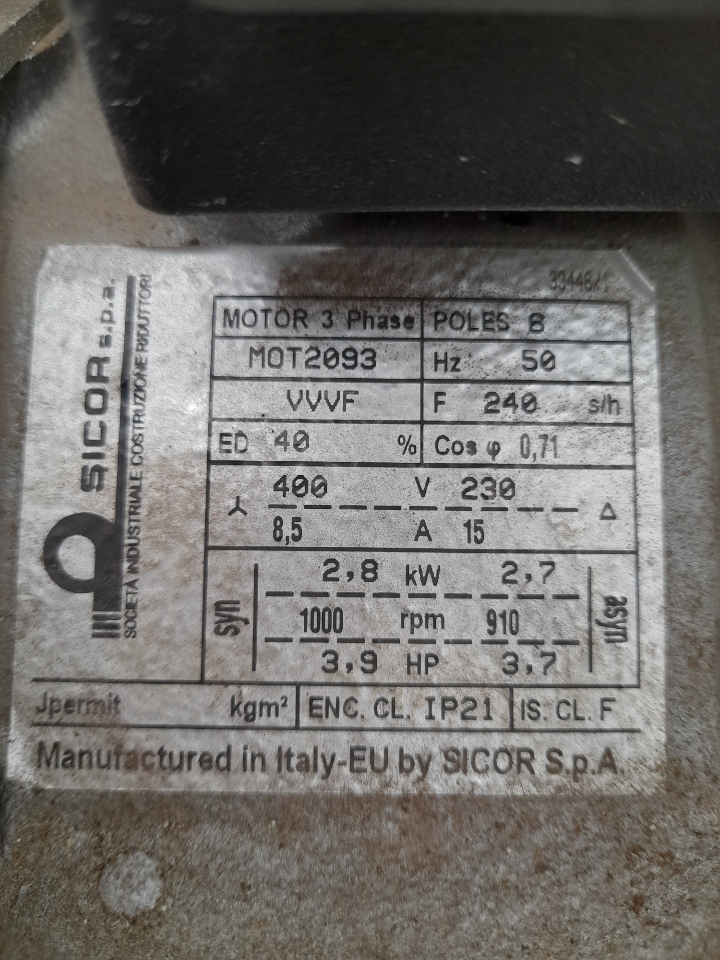 SICOR s.p.a.
SOCIETÀ INDUSTRIALE COSTRUZIONE RIDUTTORI
MOTOR 3 Phase POLES 6
MOT2093 Hz 50
VVVF F 240 s/h
ED 40 % Cos φ 0,71
400 V 230
8,5 A 15
syn
2,8 kW 2,7
1000 rpm 910
3,9 HP 3,7
asyn
Jpermit kgm² ENC. CL. IP21 IS. CL. F
Manufactured in Italy-EU by SICOR S.p.A.